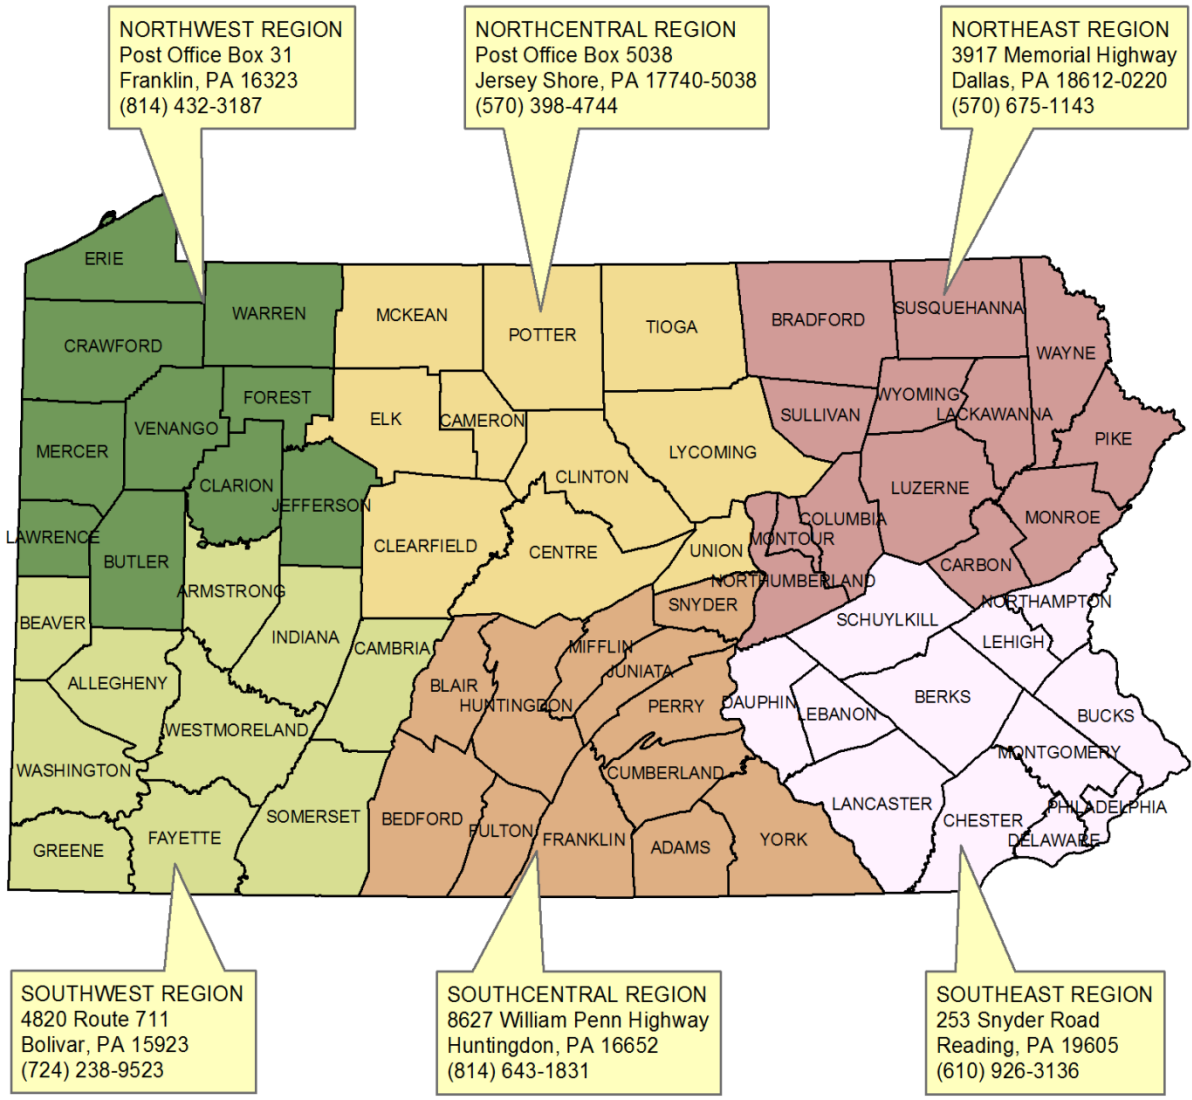 NORTHWEST REGION
Post Office Box 31
Franklin, PA 16323
(814) 432-3187
NORTHCENTRAL REGION
Post Office Box 5038
Jersey Shore, PA 17740-5038
(570) 398-4744
NORTHEAST REGION
3917 Memorial Highway
Dallas, PA 18612-0220
(570) 675-1143
ERIE
WARREN
CRAWFORD
FOREST
VENANGO
MERCER
CLARION
JEFFERSON
LAWRENCE
BUTLER
MCKEAN
POTTER
TIOGA
ELK
CAMERON
LYCOMING
CLINTON
CLEARFIELD
CENTRE
UNION
BRADFORD
SUSQUEHANNA
WAYNE
WYOMING
LACKAWANNA
SULLIVAN
PIKE
LUZERNE
COLUMBIA
MONTOUR
MONROE
CARBON
NORTHUMBERLAND
ARMSTRONG
BEAVER
INDIANA
CAMBRIA
ALLEGHENY
WESTMORELAND
WASHINGTON
SOMERSET
FAYETTE
GREENE
SNYDER
MIFFLIN
JUNIATA
BLAIR
HUNTINGDON
PERRY
CUMBERLAND
BEDFORD
FULTON
FRANKLIN
ADAMS
YORK
NORTHAMPTON
SCHUYLKILL
LEHIGH
DAUPHIN
LEBANON
BERKS
BUCKS
MONTGOMERY
LANCASTER
CHESTER
PHILADELPHIA
DELAWARE
SOUTHWEST REGION
4820 Route 711
Bolivar, PA 15923
(724) 238-9523
SOUTHCENTRAL REGION
8627 William Penn Highway
Huntingdon, PA 16652
(814) 643-1831
SOUTHEAST REGION
253 Snyder Road
Reading, PA 19605
(610) 926-3136